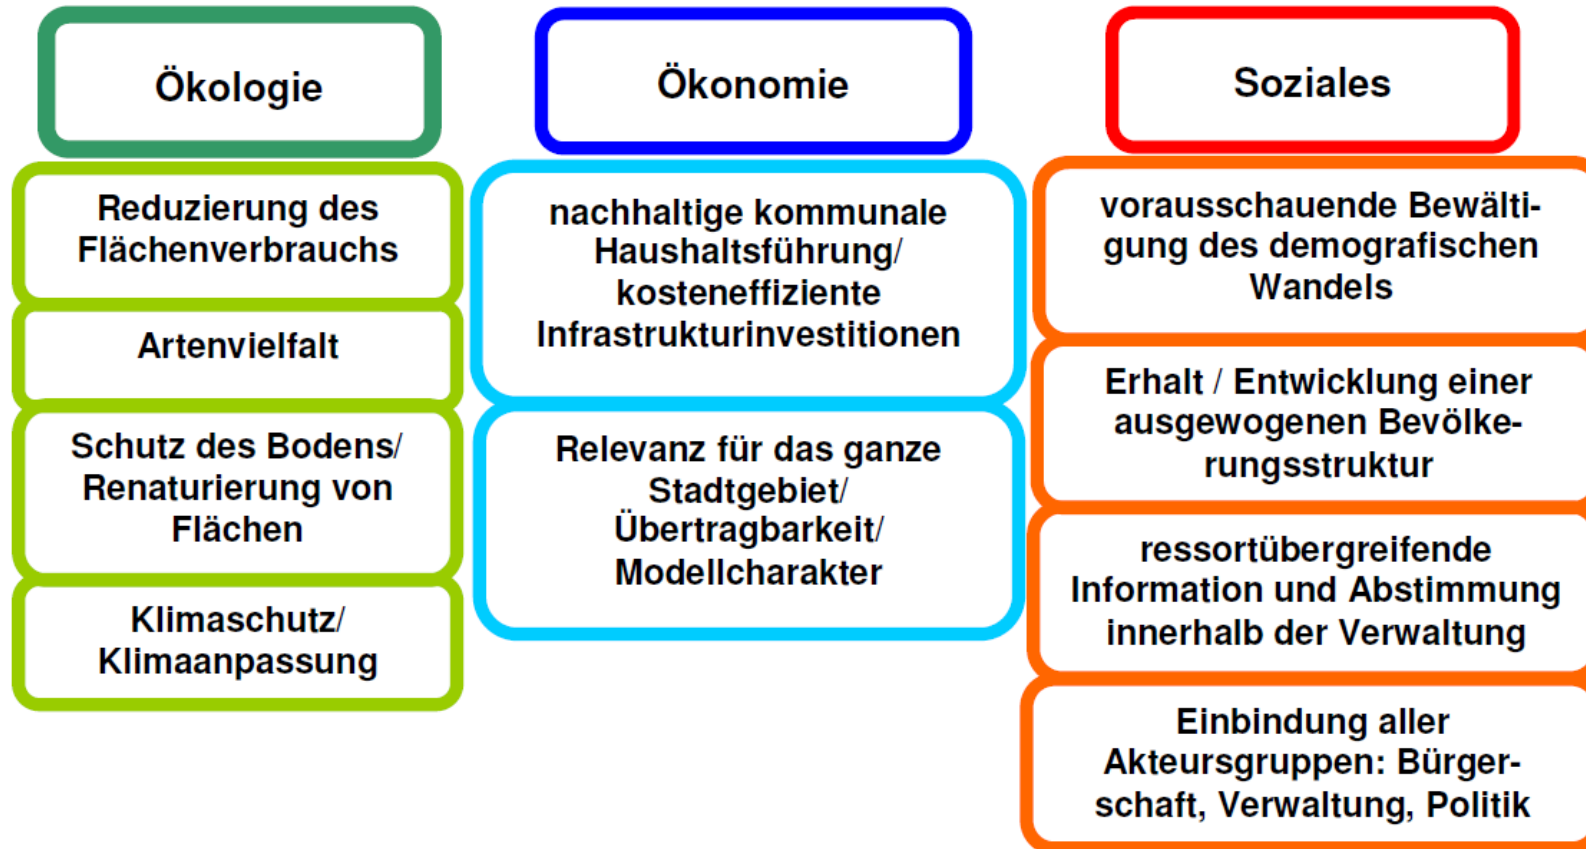 Ökologie
Reduzierung des
Flächenverbrauchs
Artenvielfalt
Schutz des Bodens/
Renaturierung von
Flächen
Klimaschutz/
Klimaanpassung
Ökonomie
nachhaltige kommunale
Haushaltsführung/
kosteneffiziente
Infrastrukturinvestitionen
Relevanz für das ganze
Stadtgebiet/
Übertragbarkeit/
Modellcharakter
Soziales
vorausschauende Bewälti-
gung des demografischen
Wandels
Erhalt / Entwicklung einer
ausgewogenen Bevölke-
rungsstruktur
ressortübergreifende
Information und Abstimmung
innerhalb der Verwaltung
Einbindung aller
Akteursgruppen: Bürger-
schaft, Verwaltung, Politik